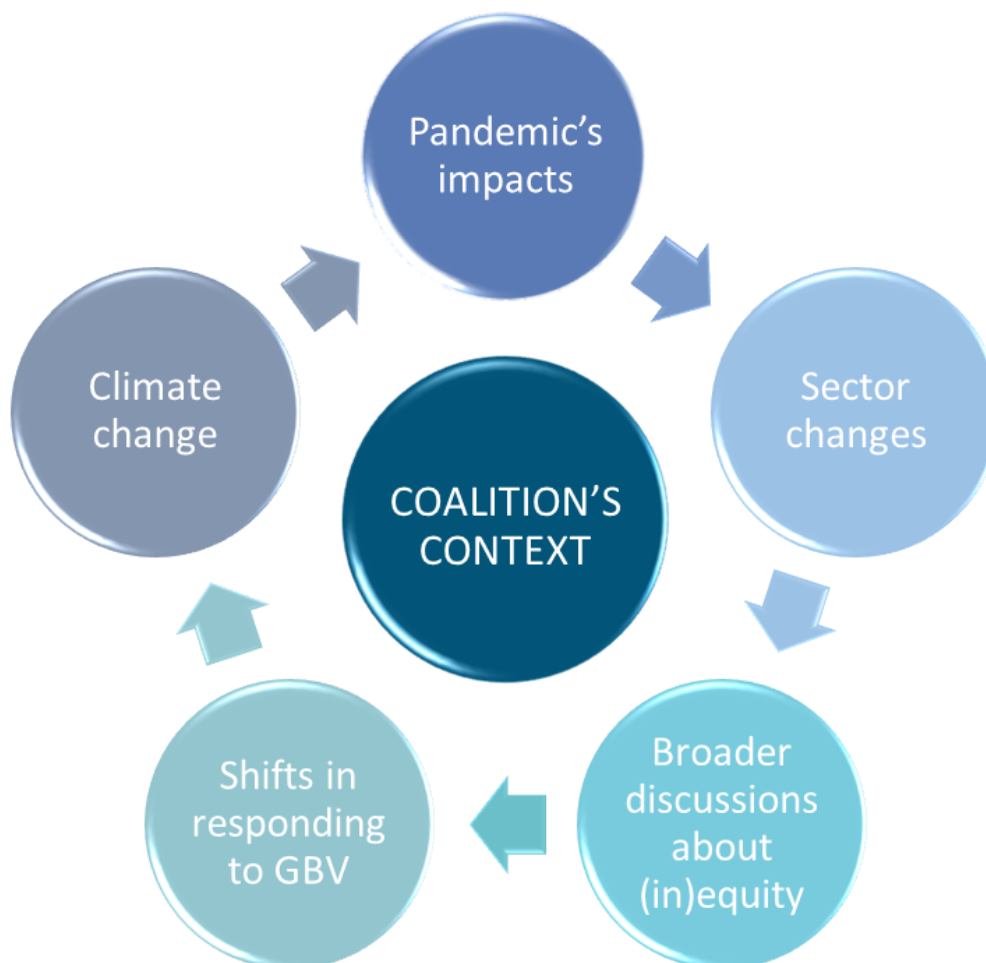 Pandemic’s
impacts
Climate
change
Sector
changes
COALITION’S
CONTEXT
Shifts in
responding
to GBV
Broader
discussions
about
(in)equity